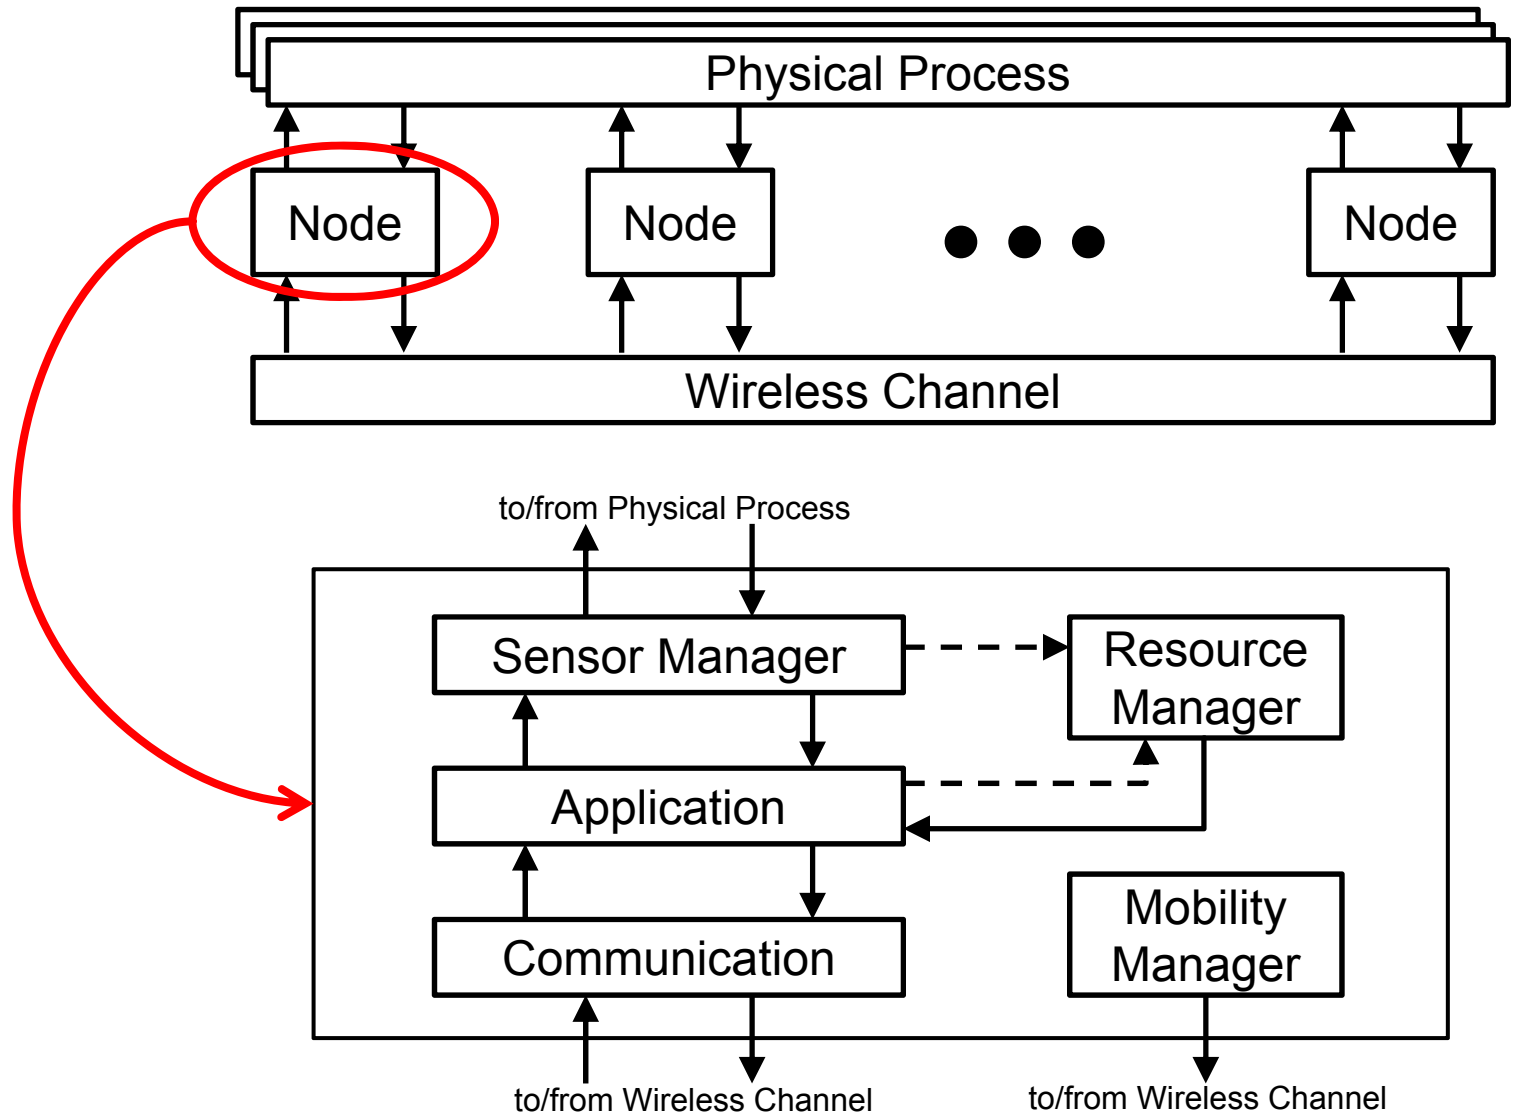 Physical Process
Node
Node
Node
Wireless Channel
to/from Physical Process
Sensor Manager
Resource
Manager
Application
Communication
Mobility
Manager
to/from Wireless Channel
to/from Wireless Channel